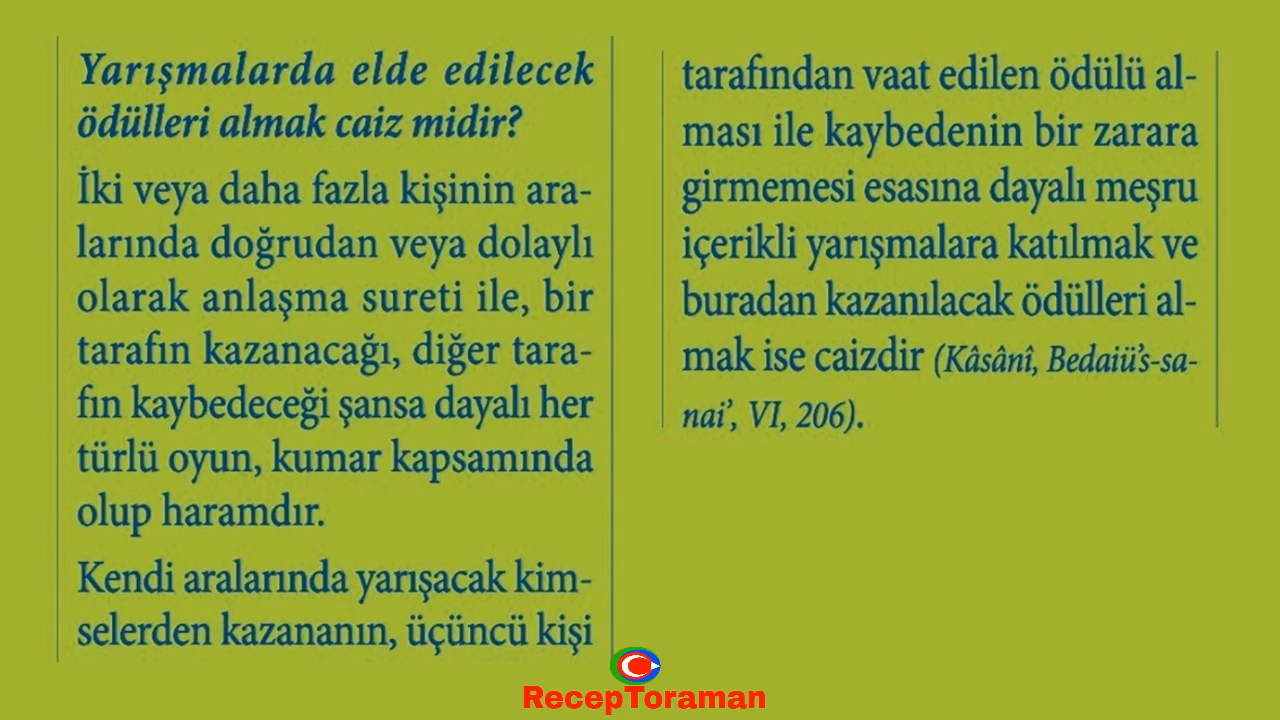 Yarışmalarda elde edilecek
ödülleri almak caiz midir?
İki veya daha fazla kişinin ara-
larında doğrudan veya dolaylı
olarak anlaşma sureti ile, bir
tarafın kazanacağı, diğer tara-
fın kaybedeceği şansa dayalı her
türlü oyun, kumar kapsamında
olup haramdır.
Kendi aralarında yarışacak kim-
selerden kazananın, üçüncü kişi
tarafından vaat edilen ödülü al-
ması ile kaybedenin bir zarara
girmemesi esasına dayalı meşru
içerikli yarışmalara katılmak ve
buradan kazanılacak ödülleri al-
mak ise caizdir (Kâsânî, Bedaiü's-sa-
nai', VI, 206).
RecepToraman